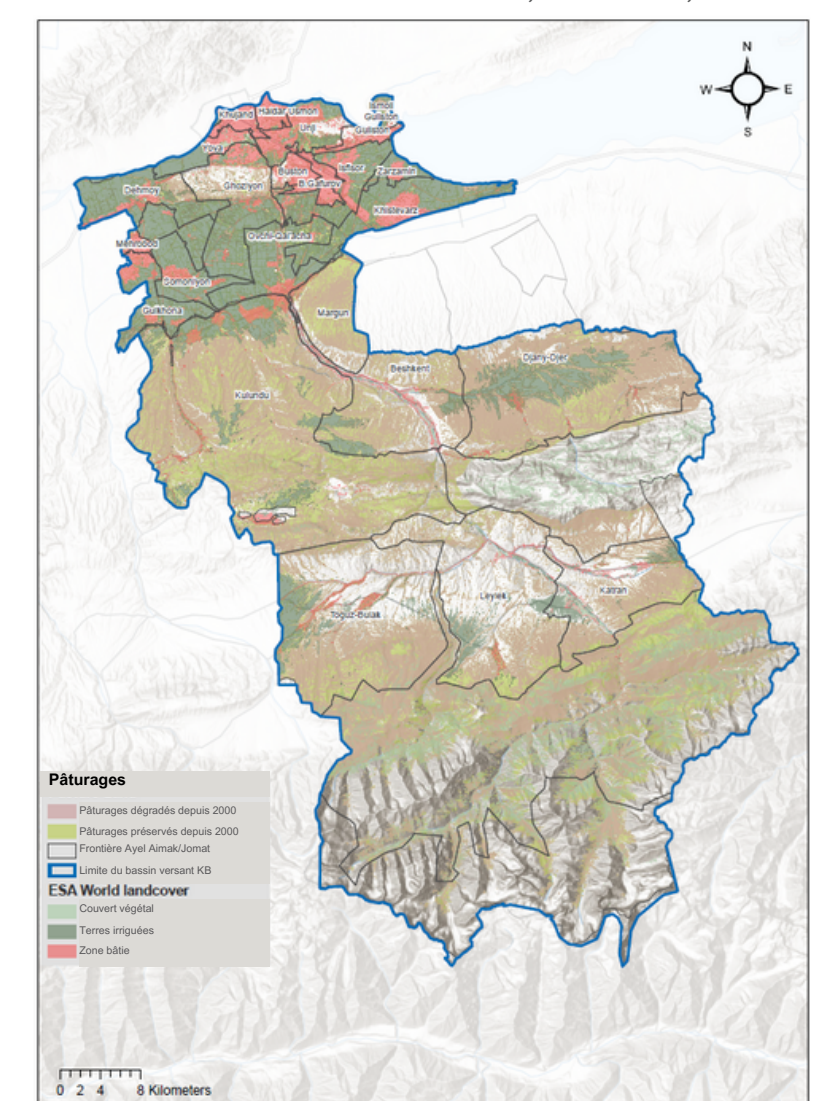 N
W E
S
Ismoil
Guliston
Khujand Haidar Usmon
Unji
Guliston
Yova
Isfisor
Buston
Zarzamin
B.Gafurov
Ghoziyon
Dehmoy
Khistevarz
Ovchi-Qal'acha
Mehrobod
Somoniyon
Gulkhona
Margun
Beshkent
Djany-Djer
Kulundu
Toguz-Bulak
Leylek
Katran
Pâturages
Pâturages dégradés depuis 2000
Pâturages préservés depuis 2000
Frontière Ayel Aimak/Jomat
Limite du bassin versant KB
ESA World landcover
Couvert végétal
Terres irriguées
Zone bâtie
0 2 4 8 Kilometers